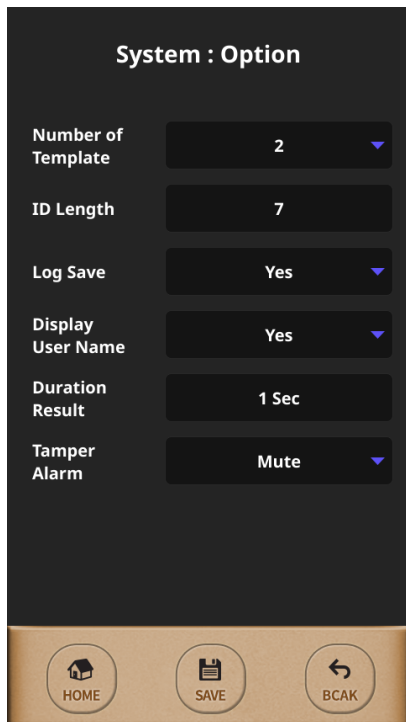 System : Option
Number of
Template
2
ID Length
7
Log Save
Yes
Display
User Name
Yes
Duration
Result
1 Sec
Tamper
Alarm
Mute
HOME
SAVE
BCAK